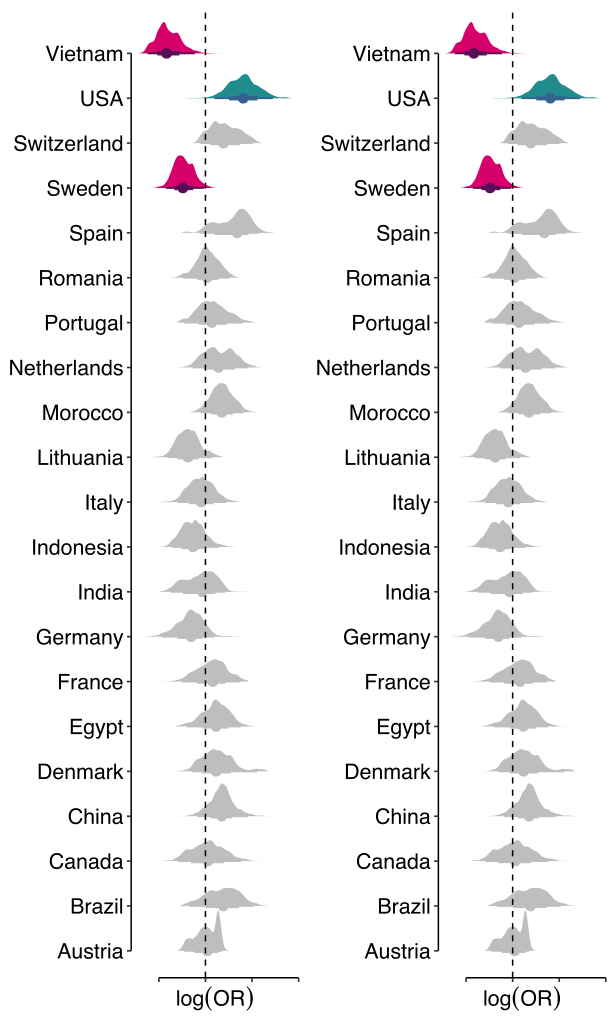 Vietnam Vietnam
USA USA
Switzerland Switzerland
Sweden Sweden
Spain Spain
Romania Romania
Portugal Portugal
Netherlands Netherlands
Morocco Morocco
Lithuania Lithuania
Italy Italy
Indonesia Indonesia
India India
Germany Germany
France France
Egypt Egypt
Denmark Denmark
China China
Canada Canada
Brazil Brazil
Austria Austria
log(OR) log(OR)